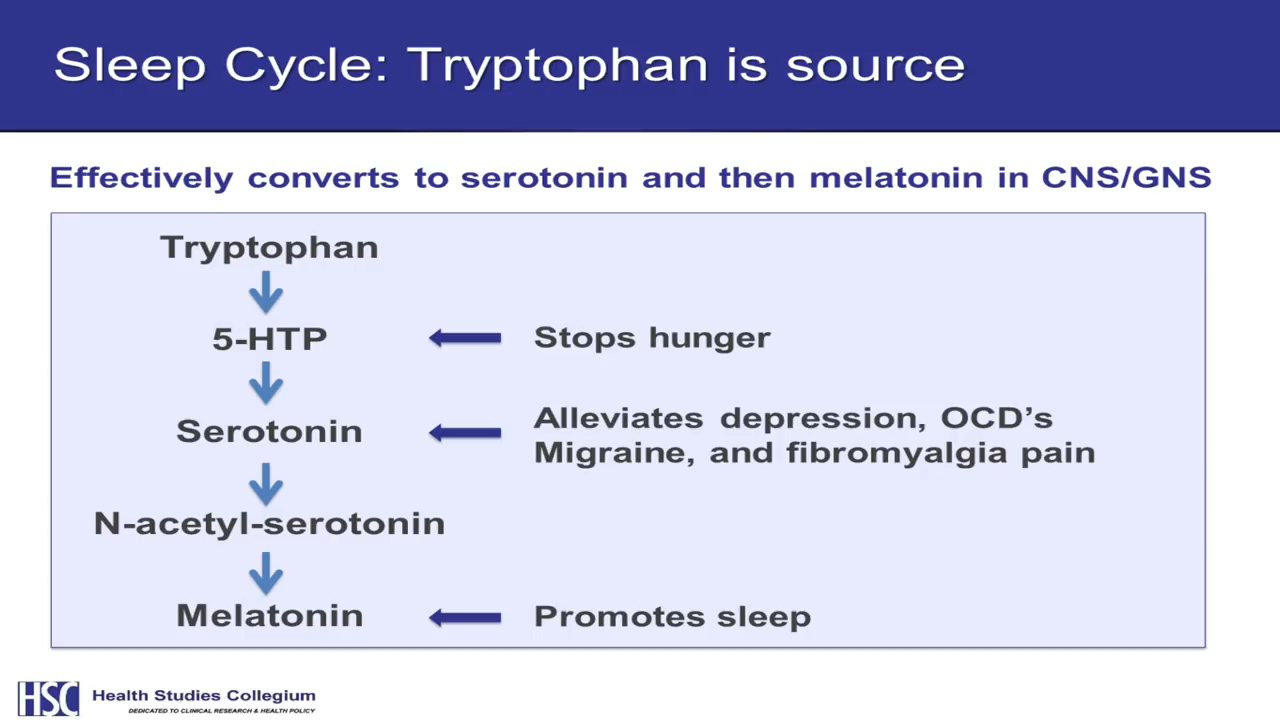 Sleep Cycle: Tryptophan is source
Effectively converts to serotonin and then melatonin in CNS/GNS
Tryptophan
5-HTP
Stops hunger
Serotonin
Alleviates depression, OCD’s
Migraine, and fibromyalgia pain
N-acetyl-serotonin
Melatonin
Promotes sleep
HSC Health Studies Collegium
DEDICATED TO CLINICAL RESEARCH & HEALTH POLICY